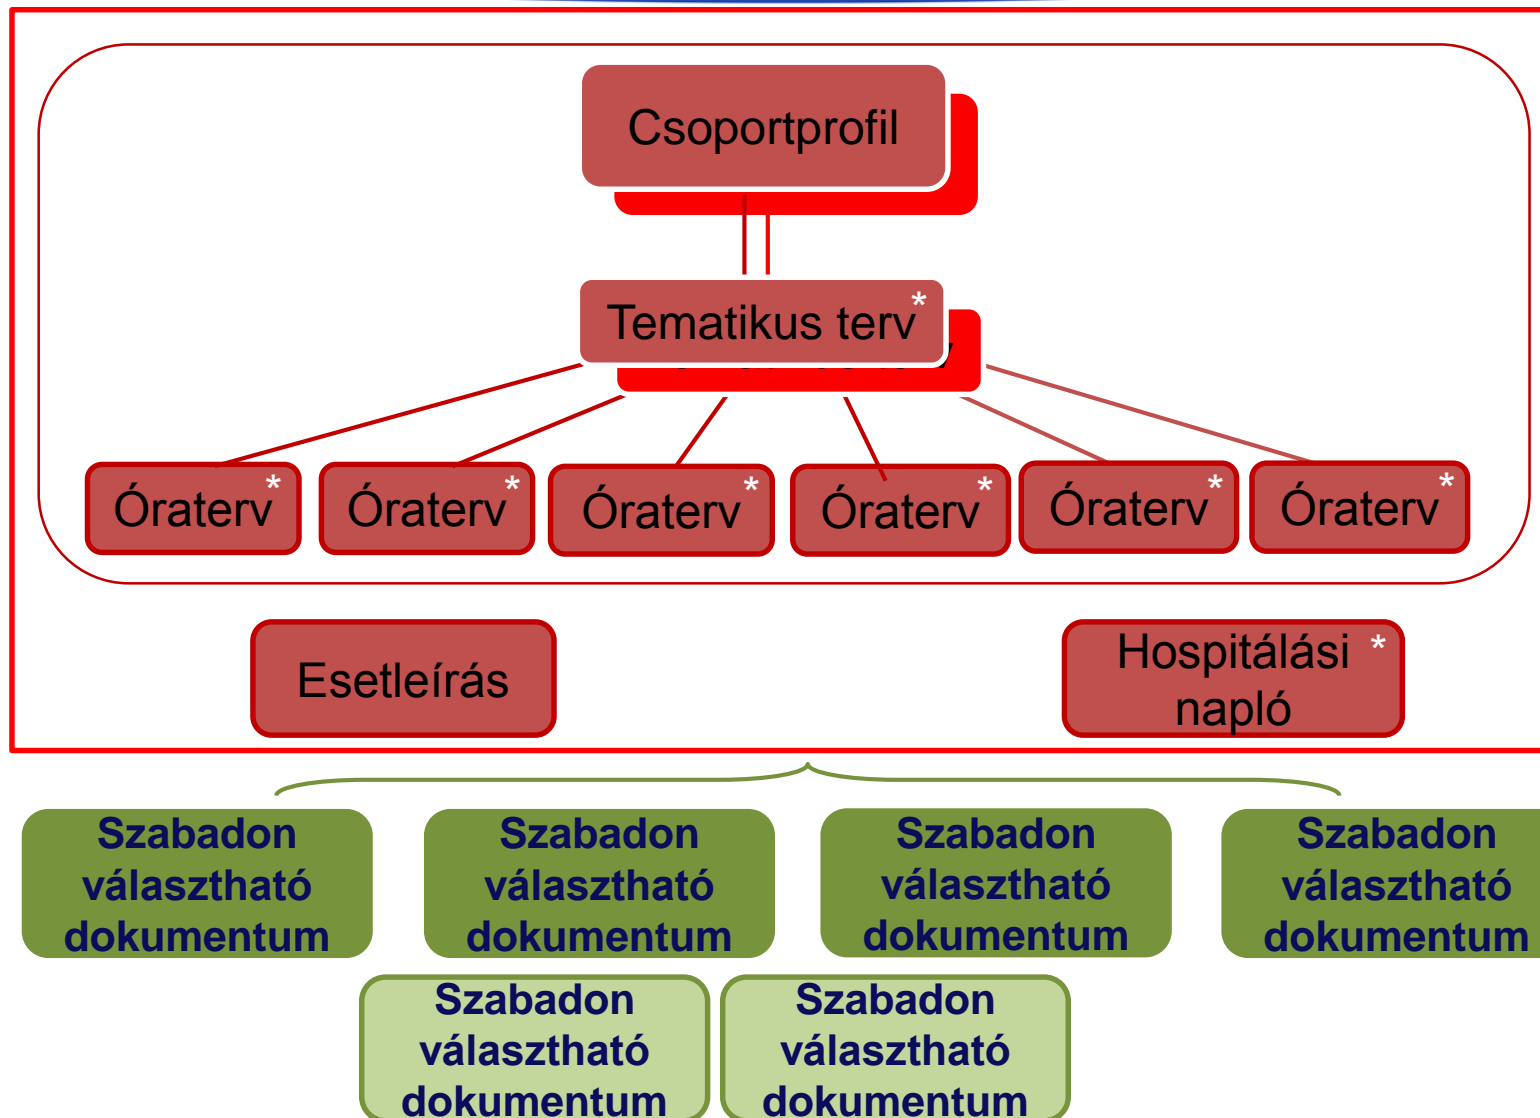 Csoportprofil
Tematikus terv*
Óraterv* Óraterv* Óraterv* Óraterv* Óraterv* Óraterv*
Esetleírás
Hospitálási *
napló
Szabadon
választható
dokumentum
Szabadon
választható
dokumentum
Szabadon
választható
dokumentum
Szabadon
választható
dokumentum
Szabadon
választható
dokumentum
Szabadon
választható
dokumentum